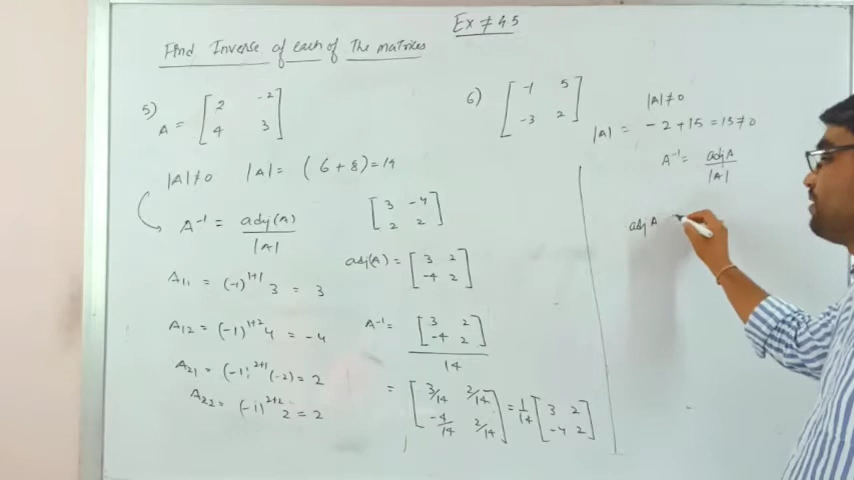 Ex ≠ 4.5
Find Inverse of each of The matrices
5) A = [ 2 -2
4 3 ]
|A|≠0 |A| = (6+8)=14
A⁻¹ = adj(A) / |A|
A₁₁ = (-1)¹⁺¹ 3 = 3
A₁₂ = (-1)¹⁺² 4 = -4
A₂₁ = (-1)²⁺¹ (-2) = 2
A₂₂ = (-1)²⁺² 2 = 2
[ 3 -4
2 2 ]
adj(A) = [ 3 2
-4 2 ]
A⁻¹ = [ 3 2
-4 2 ]
14
= [ 3/14 2/14
-4/14 2/14 ] = 1/14 [ 3 2
-4 2 ]
6) [ -1 5
-3 2 ]
|A|≠0
|A| = -2+15=13≠0
A⁻¹ = adjA / |A|
adj A